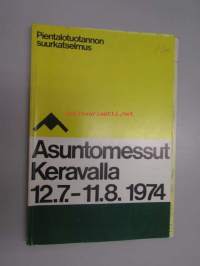 Pientalotuotannon
suurkatselmus
Asuntomessut
Keravalla
12.7.-11.8. 1974